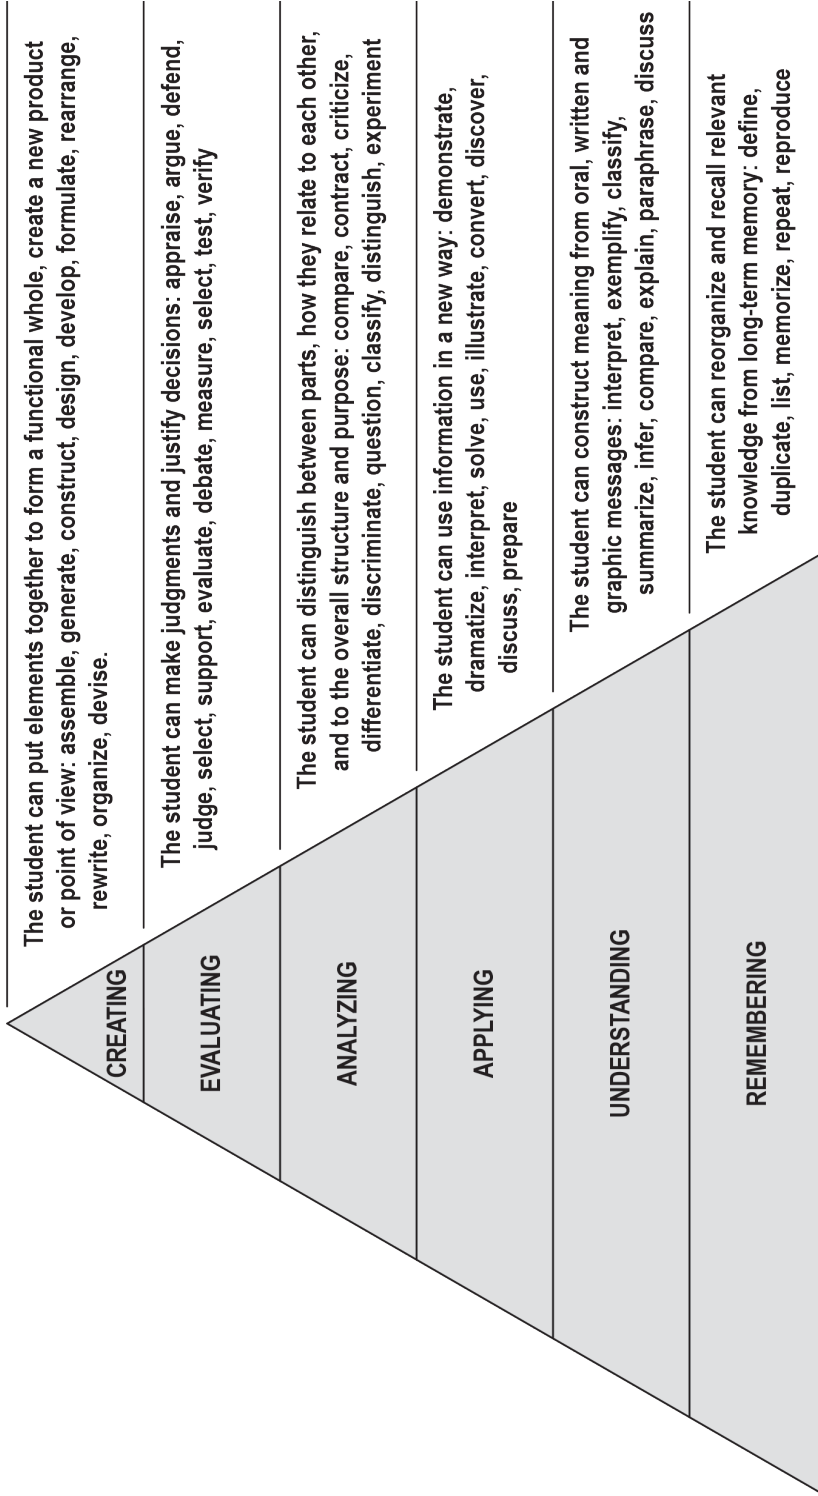 CREATING
The student can put elements together to form a functional whole, create a new product
or point of view: assemble, generate, construct, design, develop, formulate, rearrange,
rewrite, organize, devise.
EVALUATING
The student can make judgments and justify decisions: appraise, argue, defend,
judge, select, support, evaluate, debate, measure, select, test, verify
ANALYZING
The student can distinguish between parts, how they relate to each other,
and to the overall structure and purpose: compare, contract, criticize,
differentiate, discriminate, question, classify, distinguish, experiment
APPLYING
The student can use information in a new way: demonstrate,
dramatize, interpret, solve, use, illustrate, convert, discover,
discuss, prepare
UNDERSTANDING
The student can construct meaning from oral, written and
graphic messages: interpret, exemplify, classify,
summarize, infer, compare, explain, paraphrase, discuss
REMEMBERING
The student can reorganize and recall relevant
knowledge from long-term memory: define,
duplicate, list, memorize, repeat, reproduce